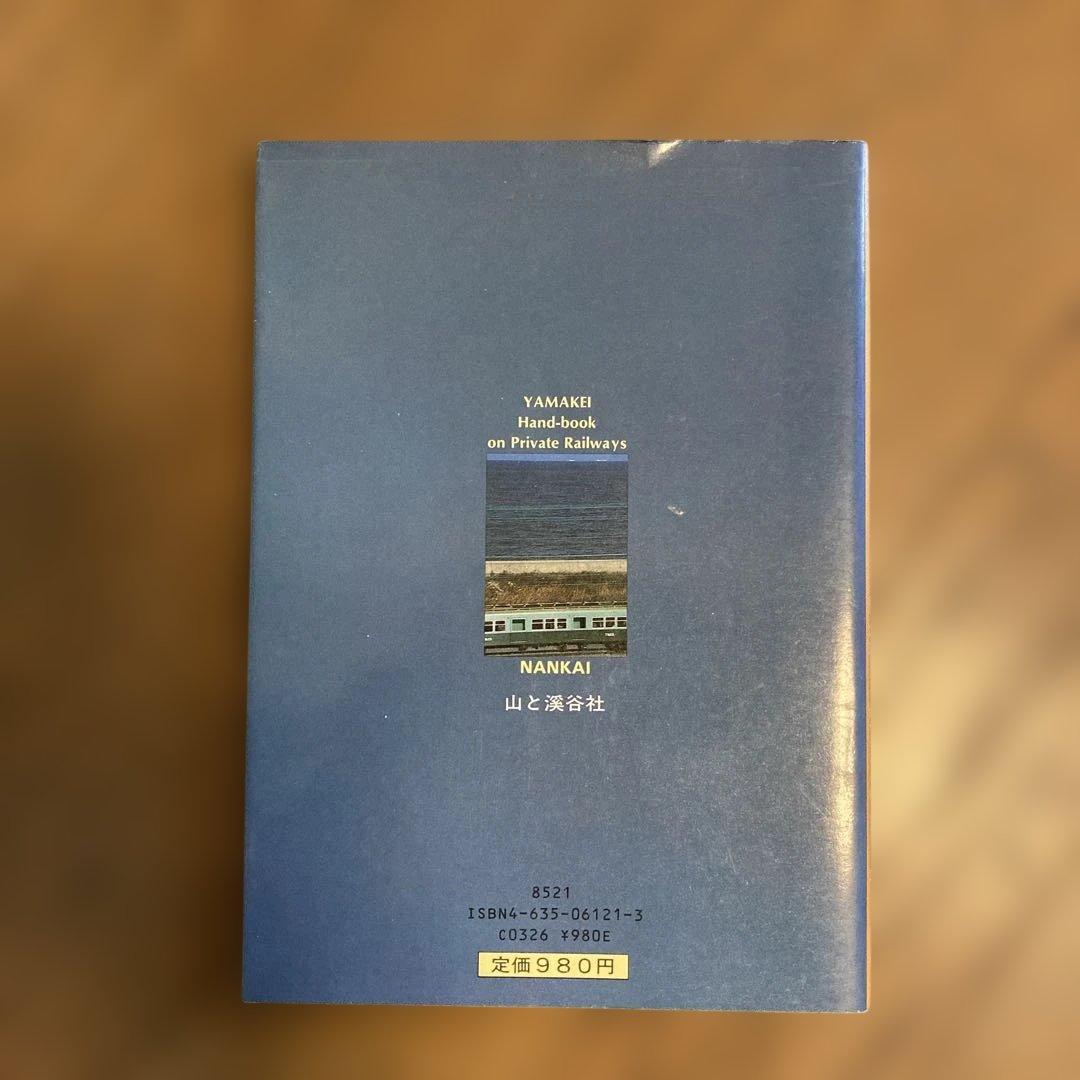 YAMAKEI
Hand-book
on Private Railways
NANKAI
山と溪谷社
8521
ISBN4-635-06121-3
C0326 ¥980E
定価980円